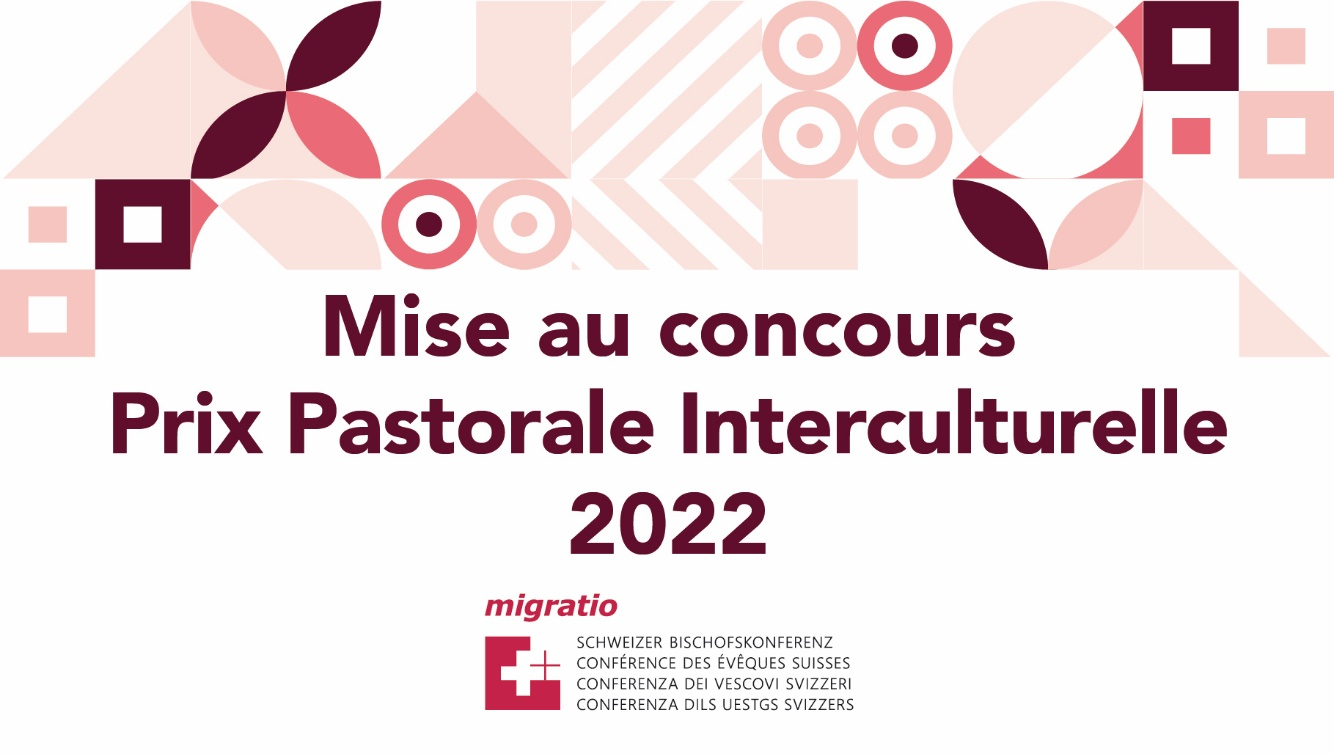 Mise au concours
Prix Pastorale Interculturelle
2022
migratio
SCHWEIZER BISCHOFSKONFERENZ
CONFÉRENCE DES ÉVÊQUES SUISSES
CONFERENZA DEI VESCOVI SVIZZERI
CONFERENZA DILS UESTGS SVIZZERS